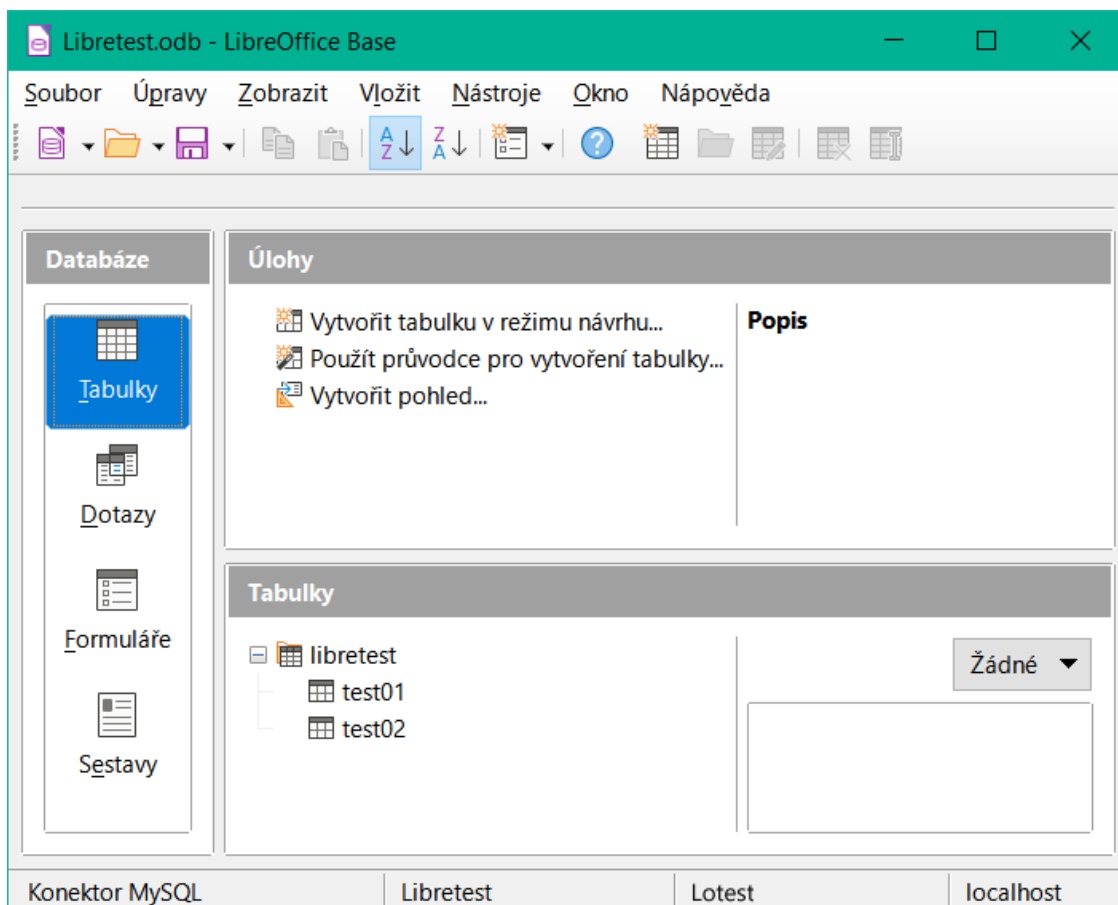 Libretest.odb - LibreOffice Base
Soubor Úpravy Zobrazit Vložit Nástroje Okno Nápověda
Databáze
Tabulky
Dotazy
Formuláře
Sestavy
Úlohy
Vytvořit tabulku v režimu návrhu...
Použít průvodce pro vytvoření tabulky...
Vytvořit pohled...
Popis
Tabulky
libretest
test01
test02
Žádné
Konektor MySQL Libretest Lotest localhost